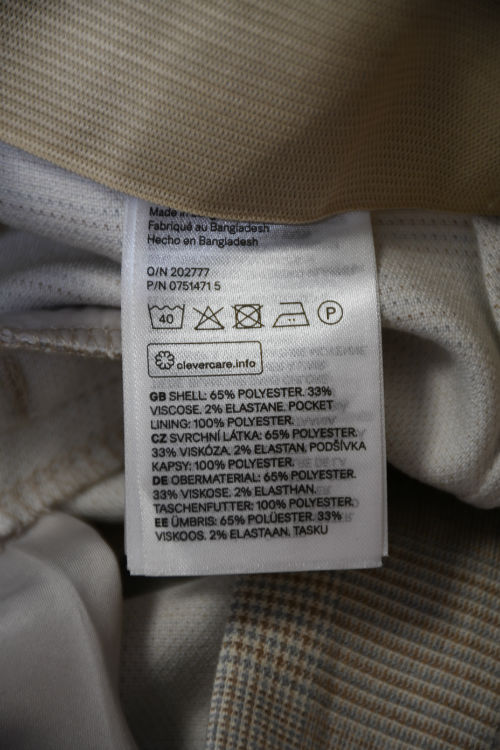 Made in
Fabriqué au Bangladesh
Hecho en Bangladesh
O/N 202777
P/N 0751471 5
40 P
clevercare.info
GB SHELL: 65% POLYESTER. 33%
VISCOSE. 2% ELASTANE. POCKET
LINING: 100% POLYESTER.
CZ SVRCHNÍ LÁTKA: 65% POLYESTER.
33% VISKÓZA. 2% ELASTAN. PODŠÍVKA
KAPSY: 100% POLYESTER.
DE OBERMATERIAL: 65% POLYESTER.
33% VISKOSE. 2% ELASTHAN.
TASCHENFUTTER: 100% POLYESTER.
EE ÜMBRIS: 65% POLÜESTER. 33%
VISKOOS. 2% ELASTAAN. TASKU